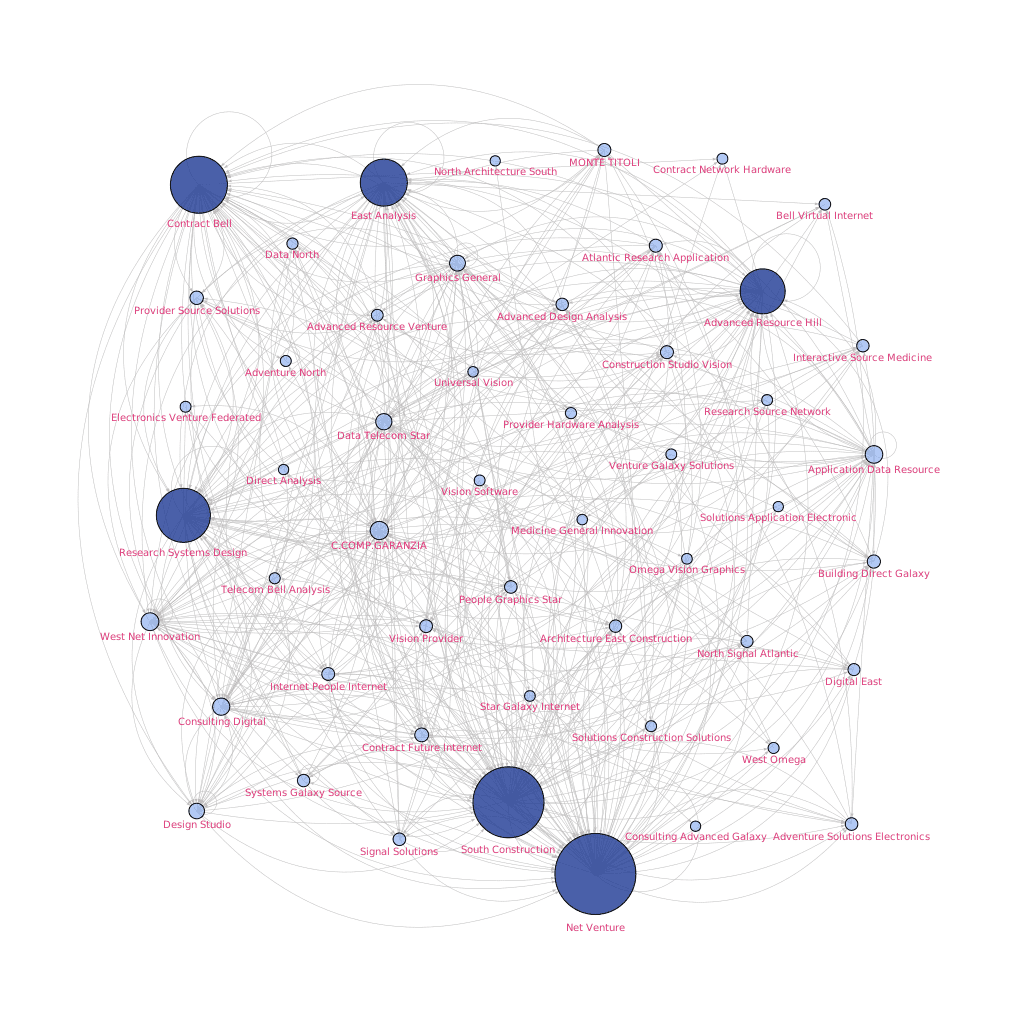 MONTE TITOLI
North Architecture South
Contract Network Hardware
Bell Virtual Internet
Contract Bell
East Analysis
Data North
Graphics General
Atlantic Research Application
Provider Source Solutions
Advanced Resource Venture
Advanced Design Analysis
Advanced Resource Hill
Adventure North
Universal Vision
Construction Studio Vision
Interactive Source Medicine
Electronics Venture Federated
Data Telecom Star
Provider Hardware Analysis
Research Source Network
Direct Analysis
Vision Software
Venture Galaxy Solutions
Application Data Resource
Research Systems Design
C.COMP.GARANZIA
Medicine General Innovation
Solutions Application Electronic
Telecom Bell Analysis
People Graphics Star
Omega Vision Graphics
Building Direct Galaxy
West Net Innovation
Vision Provider
Architecture East Construction
North Signal Atlantic
Internet People Internet
Digital East
Consulting Digital
Star Galaxy Internet
Contract Future Internet
Solutions Construction Solutions
West Omega
Systems Galaxy Source
Design Studio
Signal Solutions
South Construction
Consulting Advanced Galaxy
Adventure Solutions Electronics
Net Venture